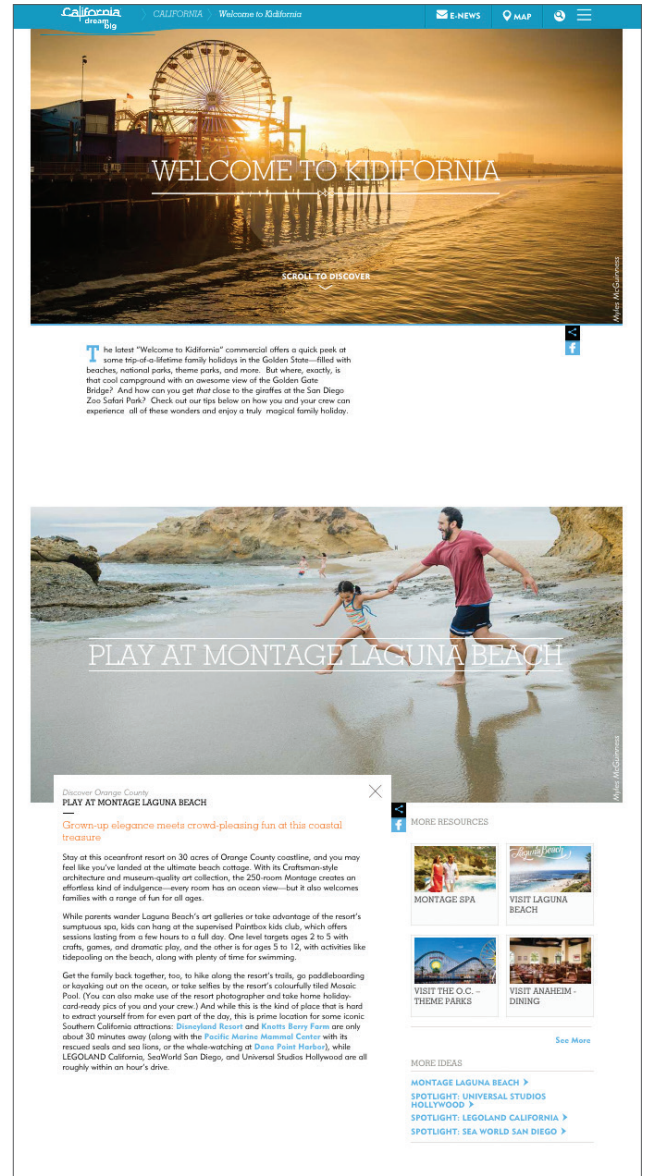 California
dream
big
CALIFORNIA
Welcome to Kidifornia
E-NEWS
MAP
WELCOME TO KIDIFORNIA
SCROLL TO DISCOVER
Myles McGuinness
The latest "Welcome to Kidifornia" commercial offers a quick peek at
some trip-of-a-lifetime family holidays in the Golden State—filled with
beaches, national parks, theme parks, and more. But where, exactly, is
that cool campground with an awesome view of the Golden Gate
Bridge? And how can you get that close to the giraffes at the San Diego
Zoo Safari Park? Check out our tips below on how you and your crew can
experience all of these wonders and enjoy a truly magical family holiday.
PLAY AT MONTAGE LAGUNA BEACH
Myles McGuinness
Discover Orange County
PLAY AT MONTAGE LAGUNA BEACH
Grown-up elegance meets crowd-pleasing fun at this coastal
treasure
Stay at this oceanfront resort on 30 acres of Orange County coastline, and you may
feel like you've landed at the ultimate beach cottage. With its Craftsman-style
architecture and museum-quality art collection, the 250-room Montage creates an
effortless kind of indulgence—every room has an ocean view—but it also welcomes
families with a range of fun for all ages.
While parents wander Laguna Beach's art galleries or take advantage of the resort's
sumptuous spa, kids can hang at the supervised Paintbox kids club, which offers
sessions lasting from a few hours to a full day. One level targets ages 2 to 5 with
crafts, games, and dramatic play, and the other is for ages 5 to 12, with activities like
tidepooling on the beach, along with plenty of time for swimming.
Get the family back together, too, to hike along the resort's trails, go paddleboarding
or kayaking out on the ocean, or take selfies by the resort's colourfully tiled Mosaic
Pool. (You can also make use of the resort photographer and take home holiday-
card-ready pics of you and your crew.) And while this is the kind of place that is hard
to extract yourself from for even part of the day, this is prime location for some iconic
Southern California attractions: Disneyland Resort and Knotts Berry Farm are only
about 30 minutes away (along with the Pacific Marine Mammal Center with its
rescued seals and sea lions, or the whale-watching at Dana Point Harbor), while
LEGOLAND California, SeaWorld San Diego, and Universal Studios Hollywood are all
roughly within an hour's drive.
MORE RESOURCES
MONTAGE SPA
Laguna Beach
VISIT LAGUNA
BEACH
VISIT THE O.C. –
THEME PARKS
VISIT ANAHEIM -
DINING
See More
MORE IDEAS
MONTAGE LAGUNA BEACH
SPOTLIGHT: UNIVERSAL STUDIOS
HOLLYWOOD
SPOTLIGHT: LEGOLAND CALIFORNIA
SPOTLIGHT: SEA WORLD SAN DIEGO